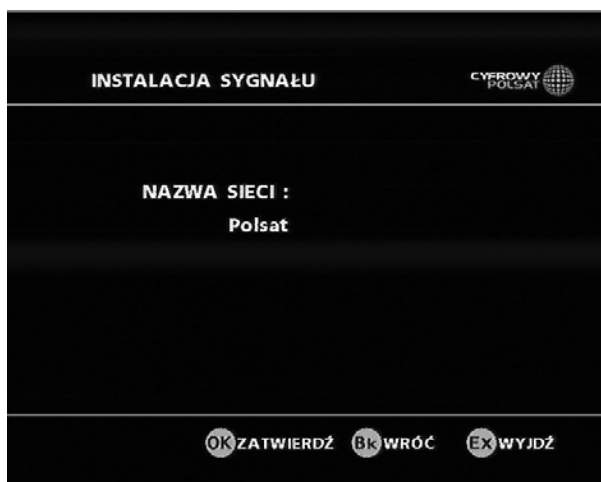 INSTALACJA SYGNAŁU
CYFROWY
POLSAT
NAZWA SIECI :
Polsat
OK ZATWIERDŹ Bk WRÓĆ Ex WYJDŹ